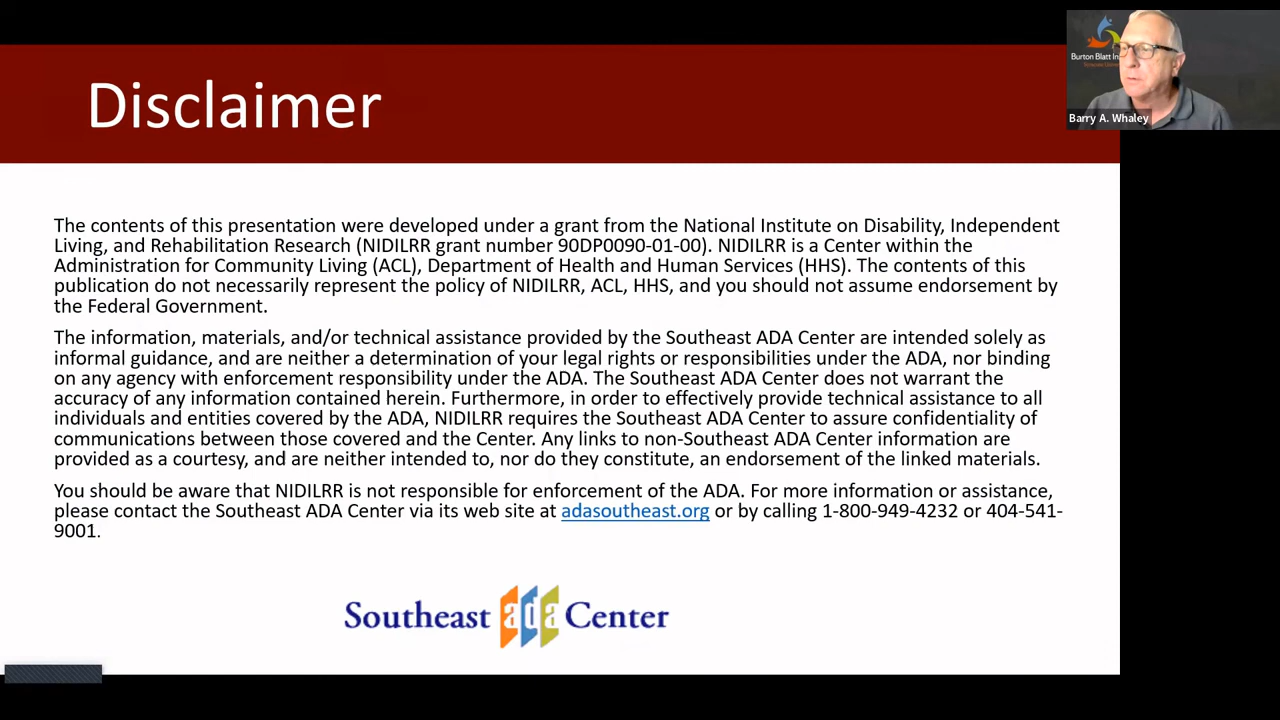 Disclaimer
Burton Blatt In
Barry A. Whaley
The contents of this presentation were developed under a grant from the National Institute on Disability, Independent
Living, and Rehabilitation Research (NIDILRR grant number 90DP0090-01-00). NIDILRR is a Center within the
Administration for Community Living (ACL), Department of Health and Human Services (HHS). The contents of this
publication do not necessarily represent the policy of NIDILRR, ACL, HHS, and you should not assume endorsement by
the Federal Government.
The information, materials, and/or technical assistance provided by the Southeast ADA Center are intended solely as
informal guidance, and are neither a determination of your legal rights or responsibilities under the ADA, nor binding
on any agency with enforcement responsibility under the ADA. The Southeast ADA Center does not warrant the
accuracy of any information contained herein. Furthermore, in order to effectively provide technical assistance to all
individuals and entities covered by the ADA, NIDILRR requires the Southeast ADA Center to assure confidentiality of
communications between those covered and the Center. Any links to non-Southeast ADA Center information are
provided as a courtesy, and are neither intended to, nor do they constitute, an endorsement of the linked materials.
You should be aware that NIDILRR is not responsible for enforcement of the ADA. For more information or assistance,
please contact the Southeast ADA Center via its web site at adasoutheast.org or by calling 1-800-949-4232 or 404-541-
9001.
Southeast ada Center